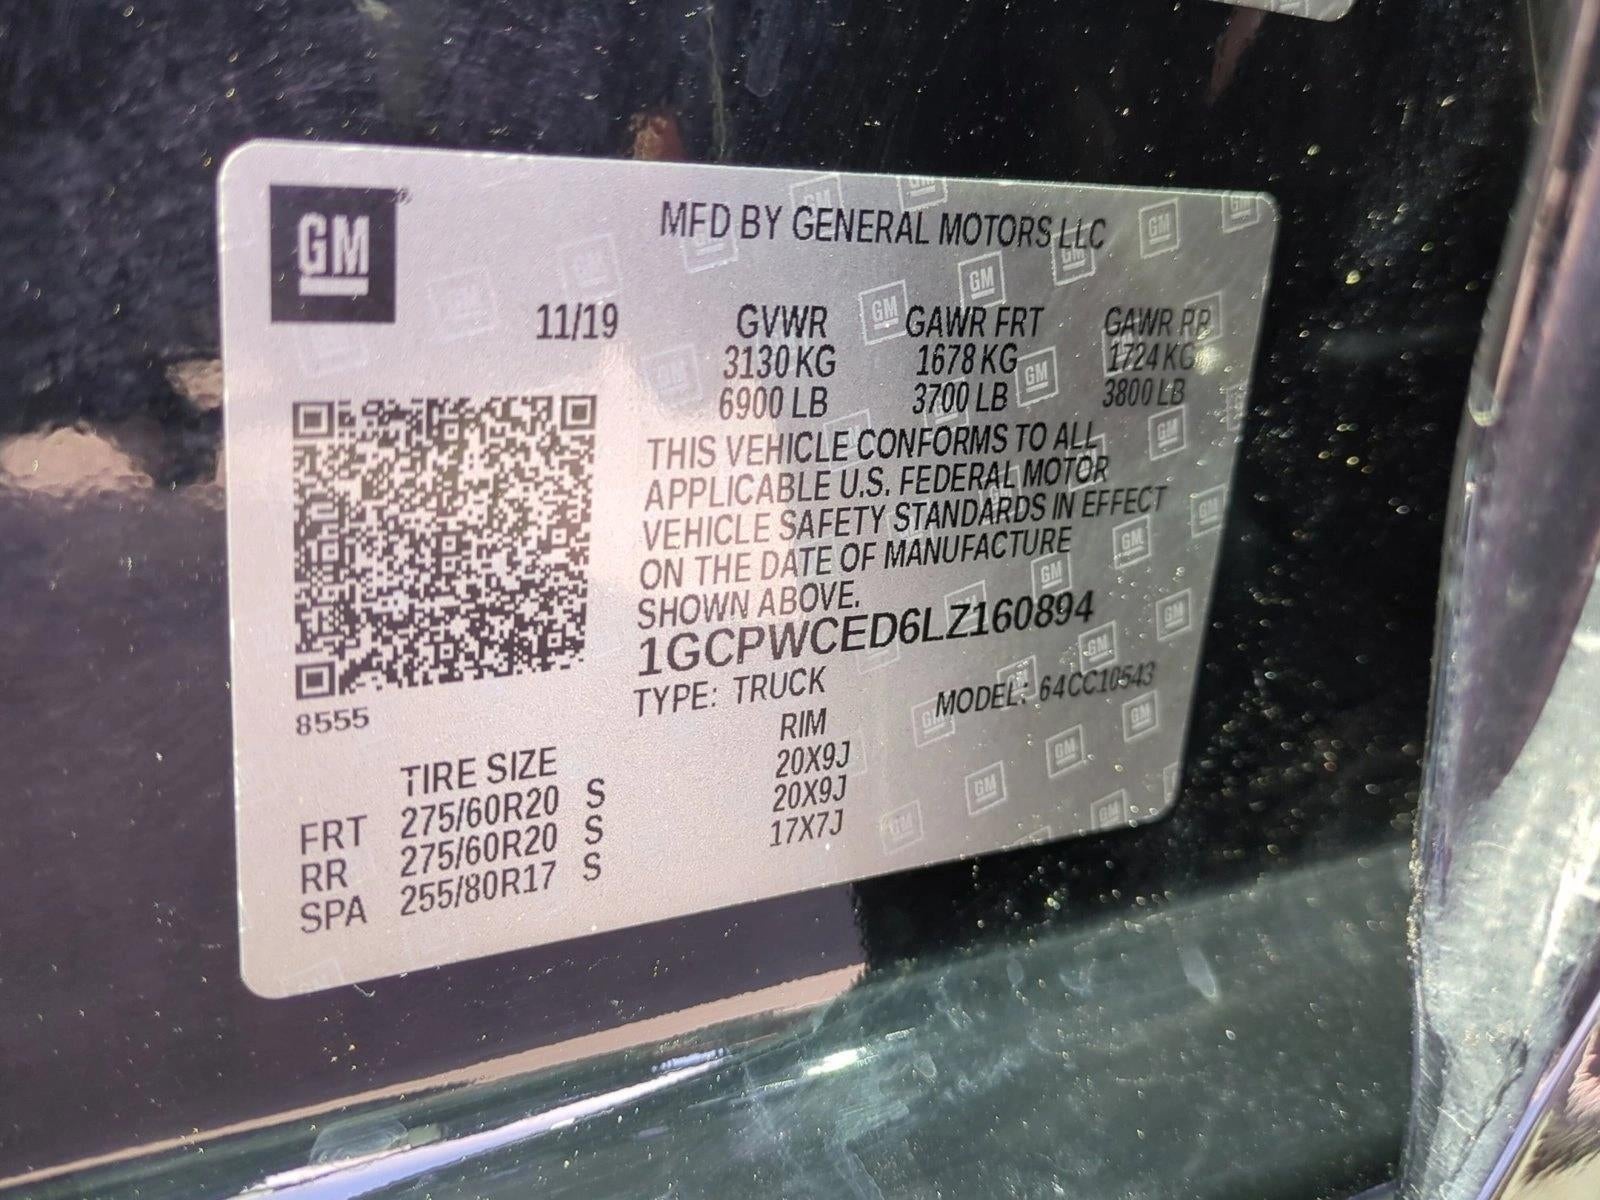 GM
MFD BY GENERAL MOTORS LLC
11/19 GVWR GAWR FRT GAWR RR
3130 KG 1678 KG 1724 KG
6900 LB 3700 LB 3800 LB
THIS VEHICLE CONFORMS TO ALL
APPLICABLE U.S. FEDERAL MOTOR
VEHICLE SAFETY STANDARDS IN EFFECT
ON THE DATE OF MANUFACTURE
SHOWN ABOVE.
1GCPWCED6LZ160894
TYPE: TRUCK MODEL: 64CC10543
8555
TIRE SIZE RIM
FRT 275/60R20 S 20X9J
RR 275/60R20 S 20X9J
SPA 255/80R17 S 17X7J